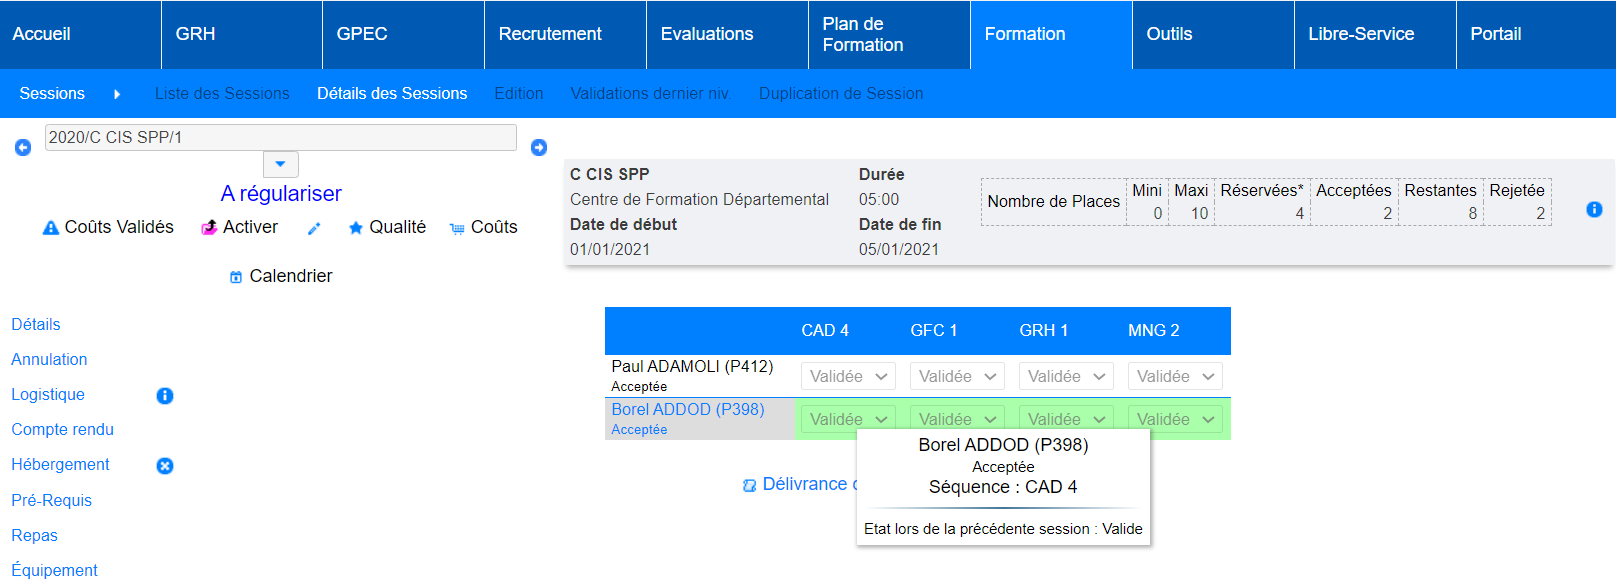 Accueil
GRH
GPEC
Recrutement
Evaluations
Plan de
Formation
Formation
Outils
Libre-Service
Portail
Sessions
Liste des Sessions
Détails des Sessions
Edition
Validations dernier niv.
Duplication de Session
2020/C CIS SPP/1
A régulariser
Coûts Validés
Activer
Qualité
Coûts
Calendrier
C CIS SPP
Durée
Centre de Formation Départemental
05:00
Date de début
Date de fin
01/01/2021
05/01/2021
Nombre de Places
Mini Maxi Réservées* Acceptées Restantes Rejetée
0 10 4 2 8 2
Détails
Annulation
Logistique
Compte rendu
Hébergement
Pré-Requis
Repas
Équipement
CAD 4 GFC 1 GRH 1 MNG 2
Paul ADAMOLI (P412)
Acceptée
Validée Validée Validée Validée
Borel ADDOD (P398)
Acceptée
Validée Validée Validée Validée
Délivrance
Borel ADDOD (P398)
Acceptée
Séquence : CAD 4
Etat lors de la précédente session : Valide